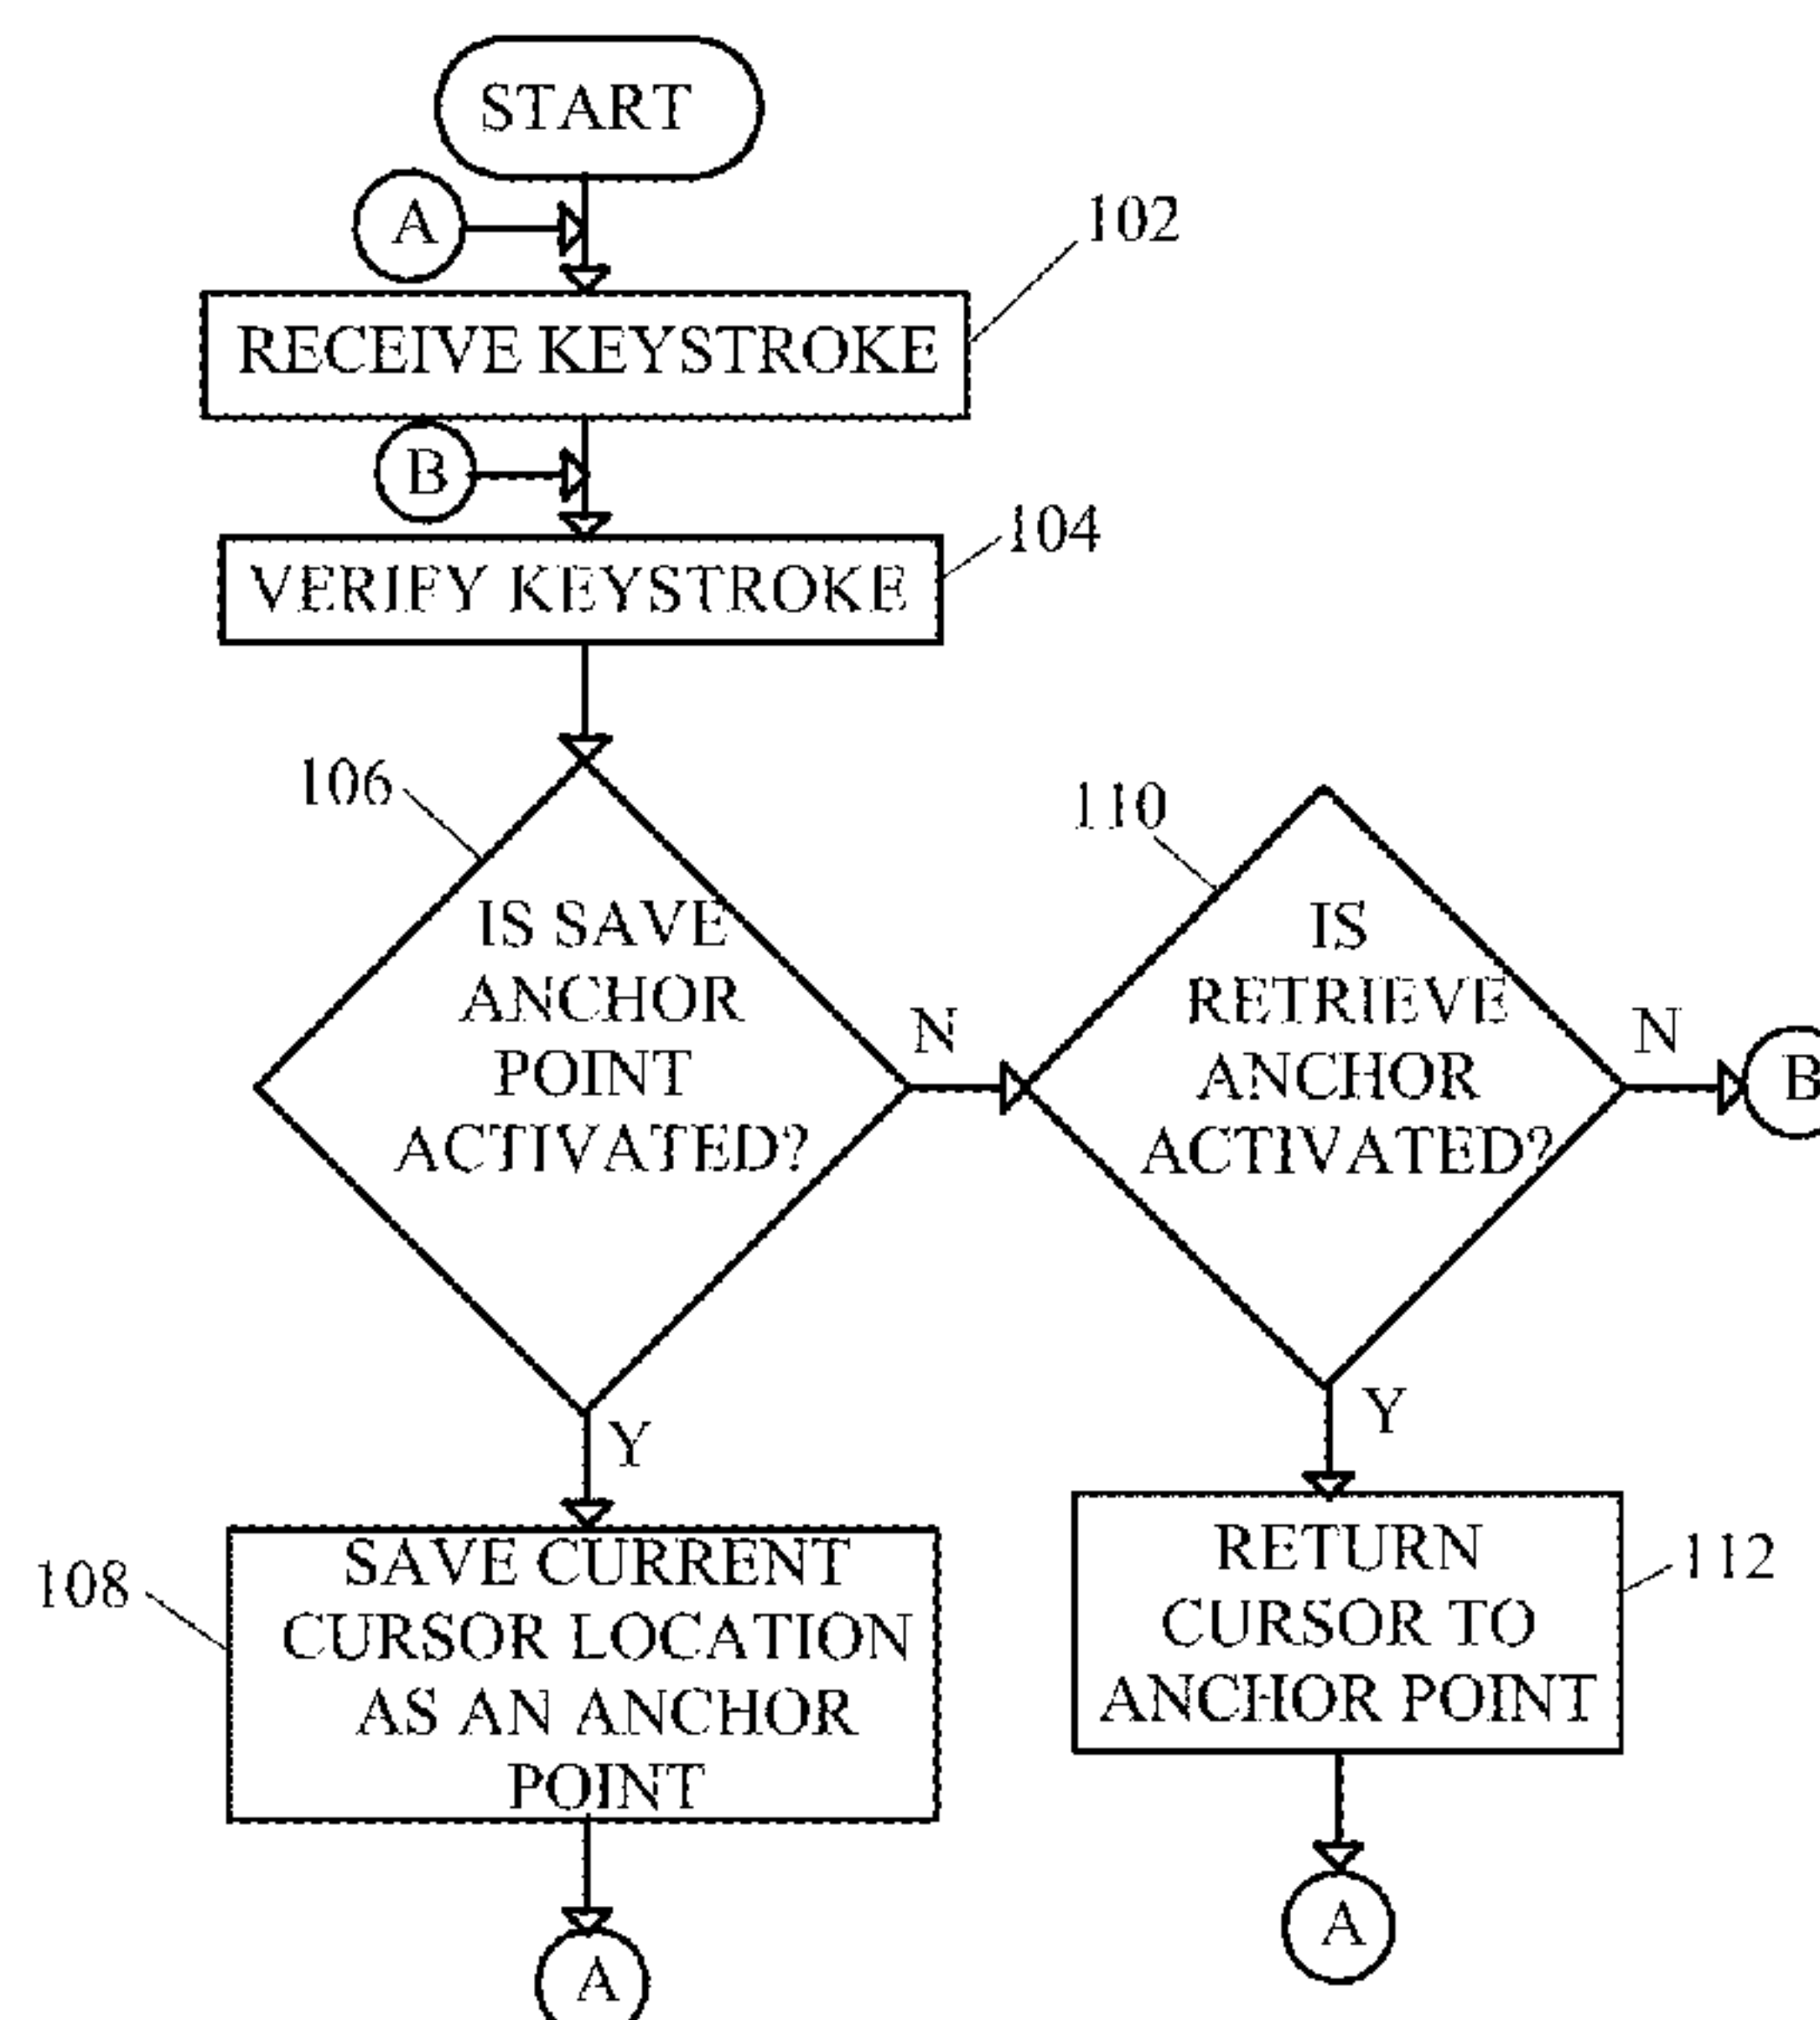 START
A
102
RECEIVE KEYSTROKE
B
104
VERIFY KEYSTROKE
106
IS SAVE
ANCHOR
POINT
ACTIVATED?
N
Y
110
IS
RETRIEVE
ANCHOR
ACTIVATED?
N
B
Y
108
SAVE CURRENT
CURSOR LOCATION
AS AN ANCHOR
POINT
A
RETURN
CURSOR TO
ANCHOR POINT
112
A